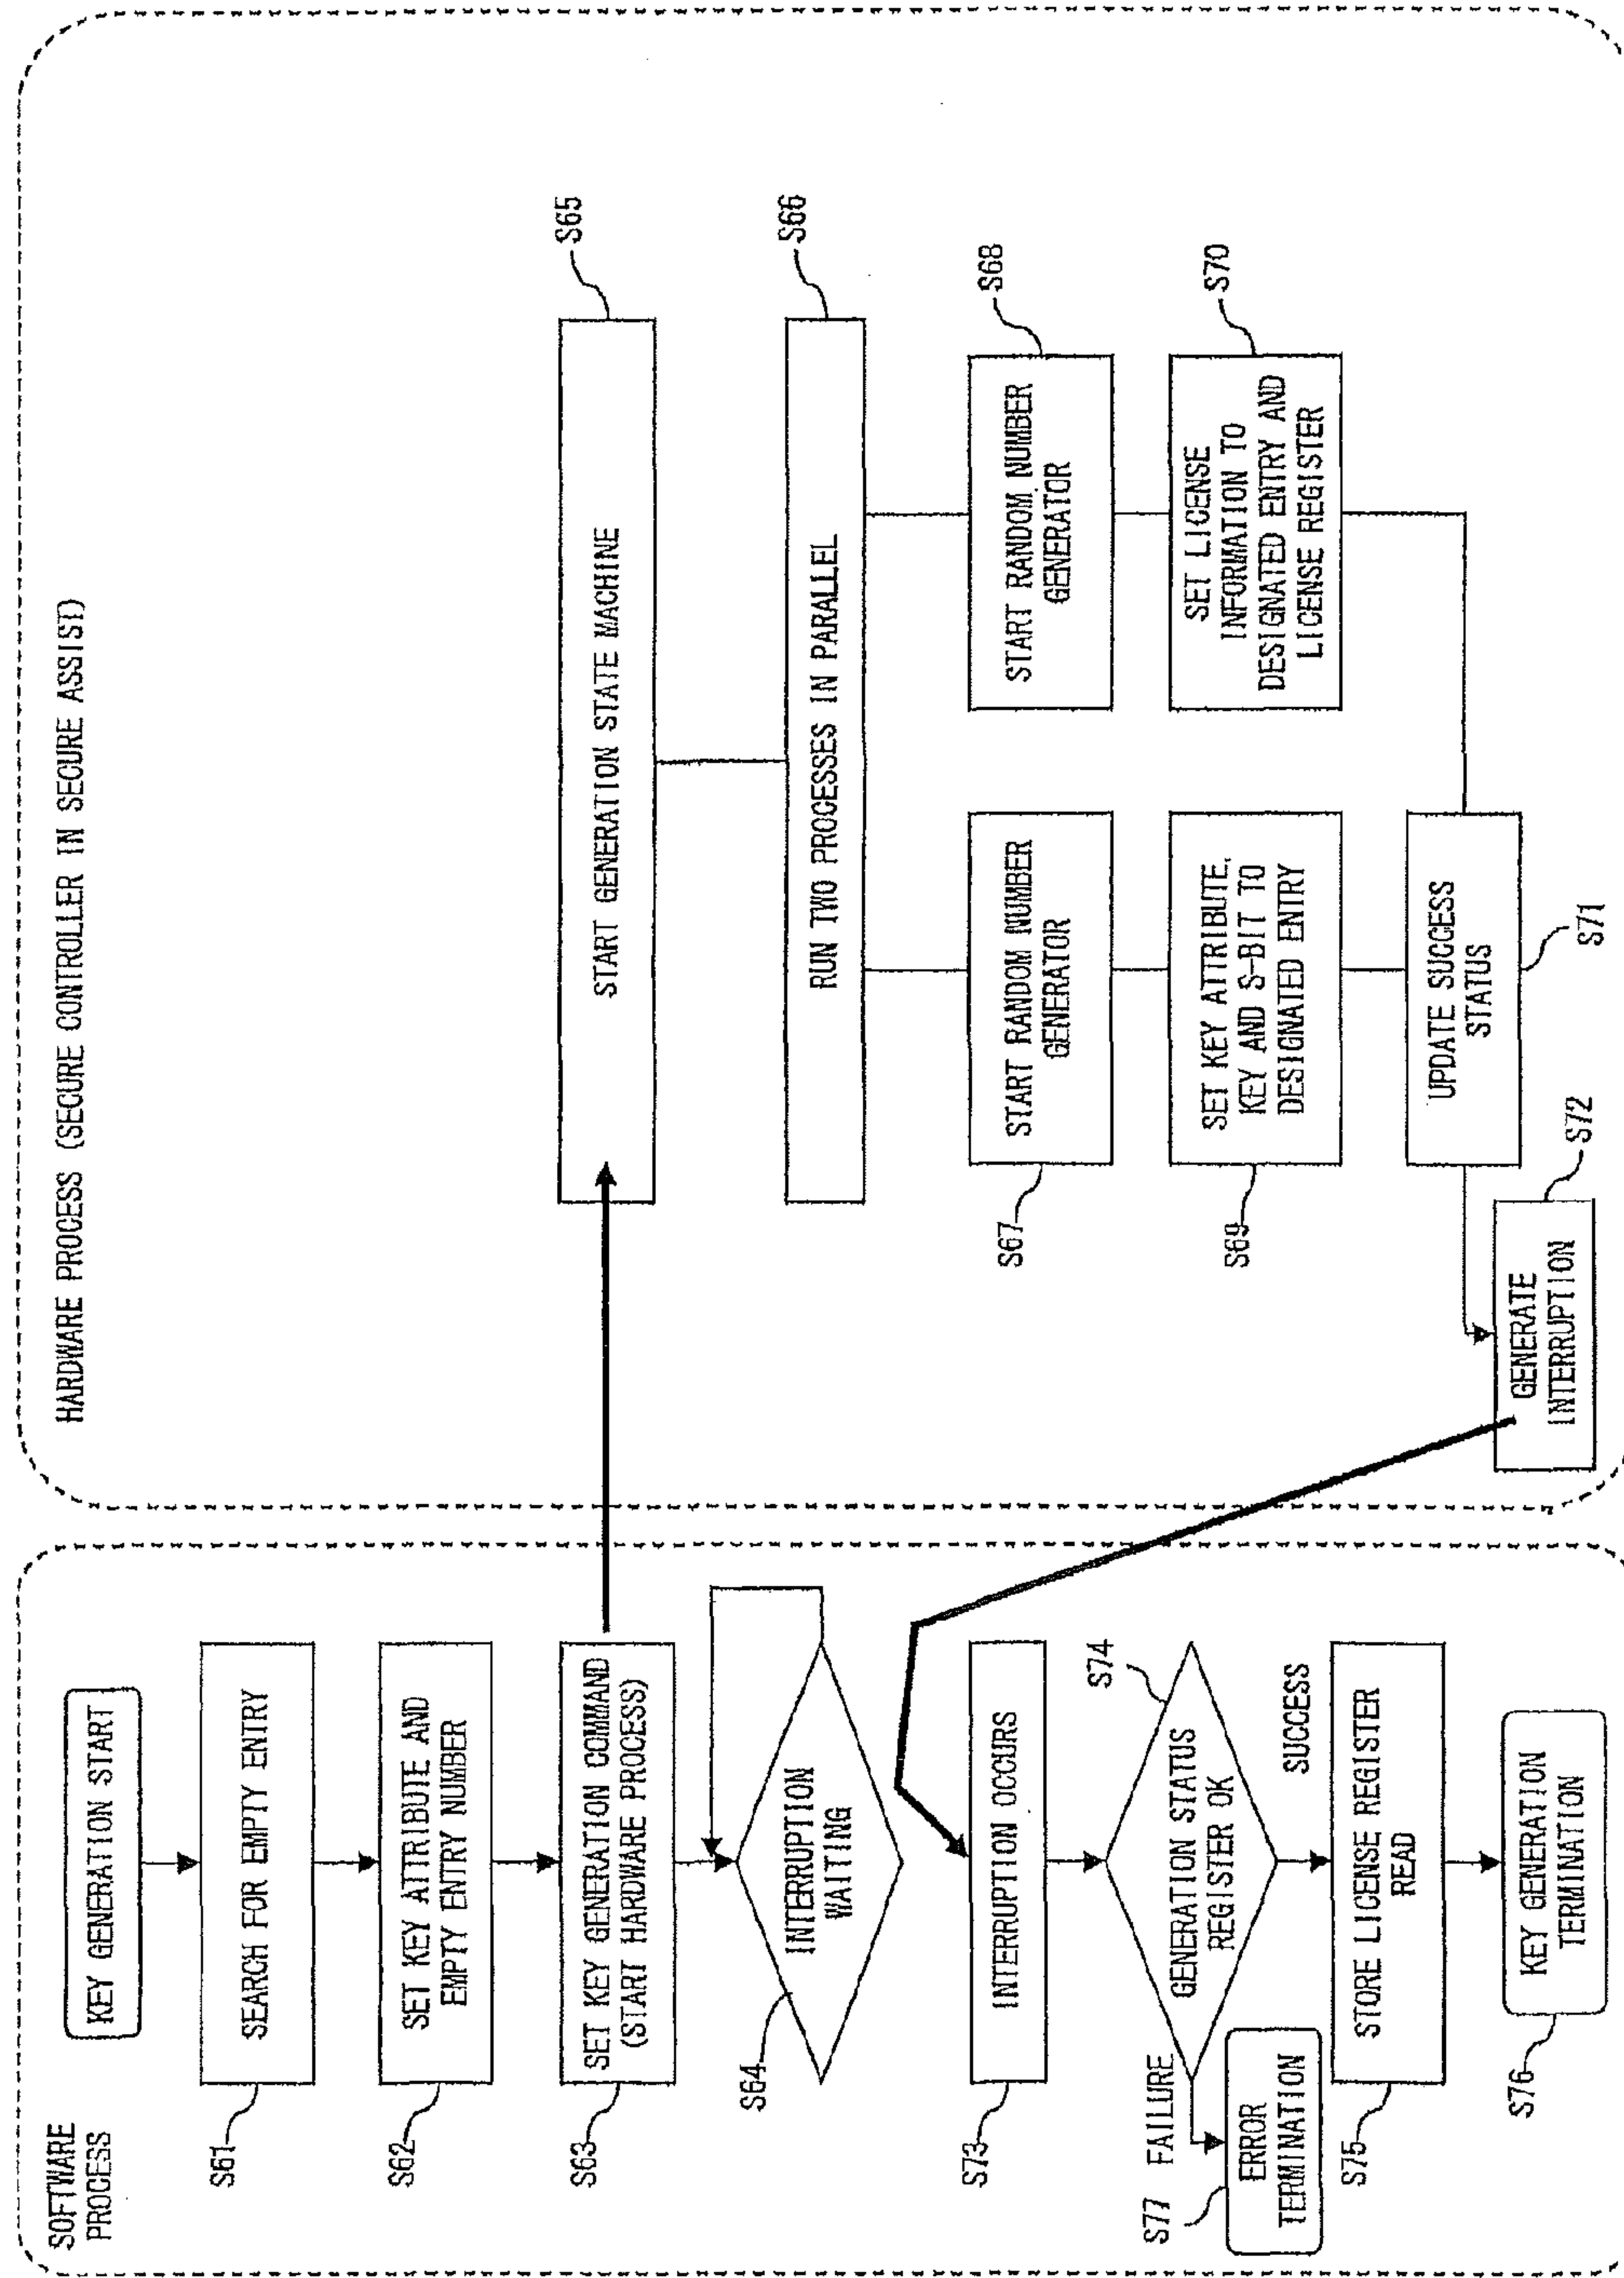 SOFTWARE
PROCESS
KEY GENERATION START
S61
SEARCH FOR EMPTY ENTRY
S62
SET KEY ATTRIBUTE AND
EMPTY ENTRY NUMBER
S63
SET KEY GENERATION COMMAND
(START HARDWARE PROCESS)
S64
INTERRUPTION
WAITING
S73
INTERRUPTION OCCURS
S74
GENERATION STATUS
REGISTER OK
FAILURE
SUCCESS
S77
ERROR
TERMINATION
S75
STORE LICENSE REGISTER
READ
S76
KEY GENERATION
TERMINATION
HARDWARE PROCESS (SECURE CONTROLLER IN SECURE ASSIST)
START GENERATION STATE MACHINE
S65
RUN TWO PROCESSES IN PARALLEL
S66
S67
START RANDOM NUMBER
GENERATOR
START RANDOM NUMBER
GENERATOR
S68
S69
SET KEY ATTRIBUTE,
KEY AND S-BIT TO
DESIGNATED ENTRY
SET LICENSE
INFORMATION TO
DESIGNATED ENTRY AND
LICENSE REGISTER
S70
UPDATE SUCCESS
STATUS
S71
GENERATE
INTERRUPTION
S72